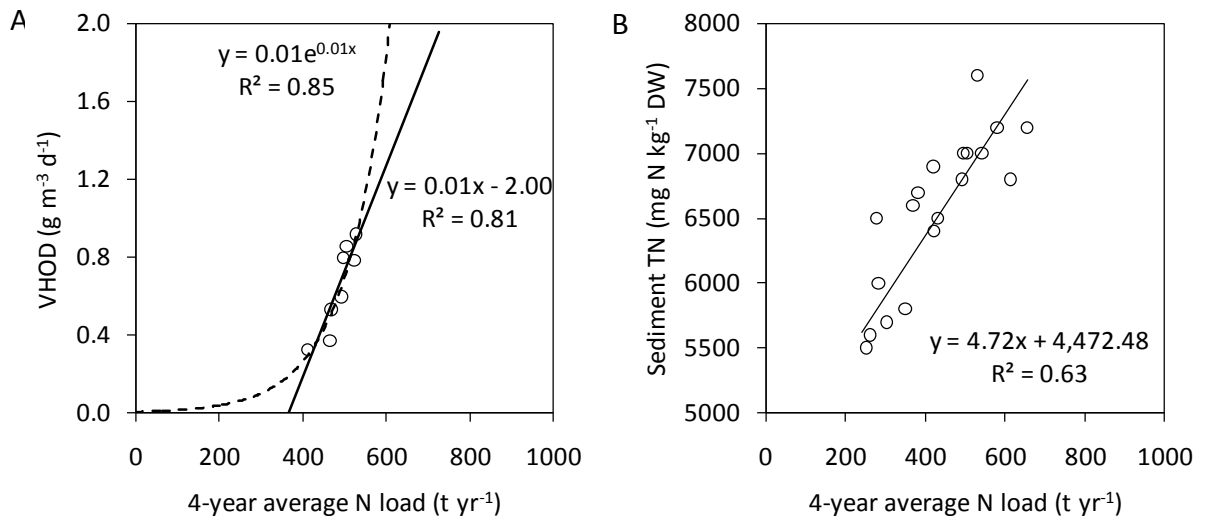 A
2.0
1.6
1.2
0.8
0.4
0.0
VHOD (g m⁻³ d⁻¹)
y = 0.01e⁰·⁰¹ˣ
R² = 0.85
y = 0.01x - 2.00
R² = 0.81
0 200 400 600 800 1000
4-year average N load (t yr⁻¹)
B
8000
7500
7000
6500
6000
5500
5000
Sediment TN (mg N kg⁻¹ DW)
y = 4.72x + 4,472.48
R² = 0.63
0 200 400 600 800 1000
4-year average N load (t yr⁻¹)